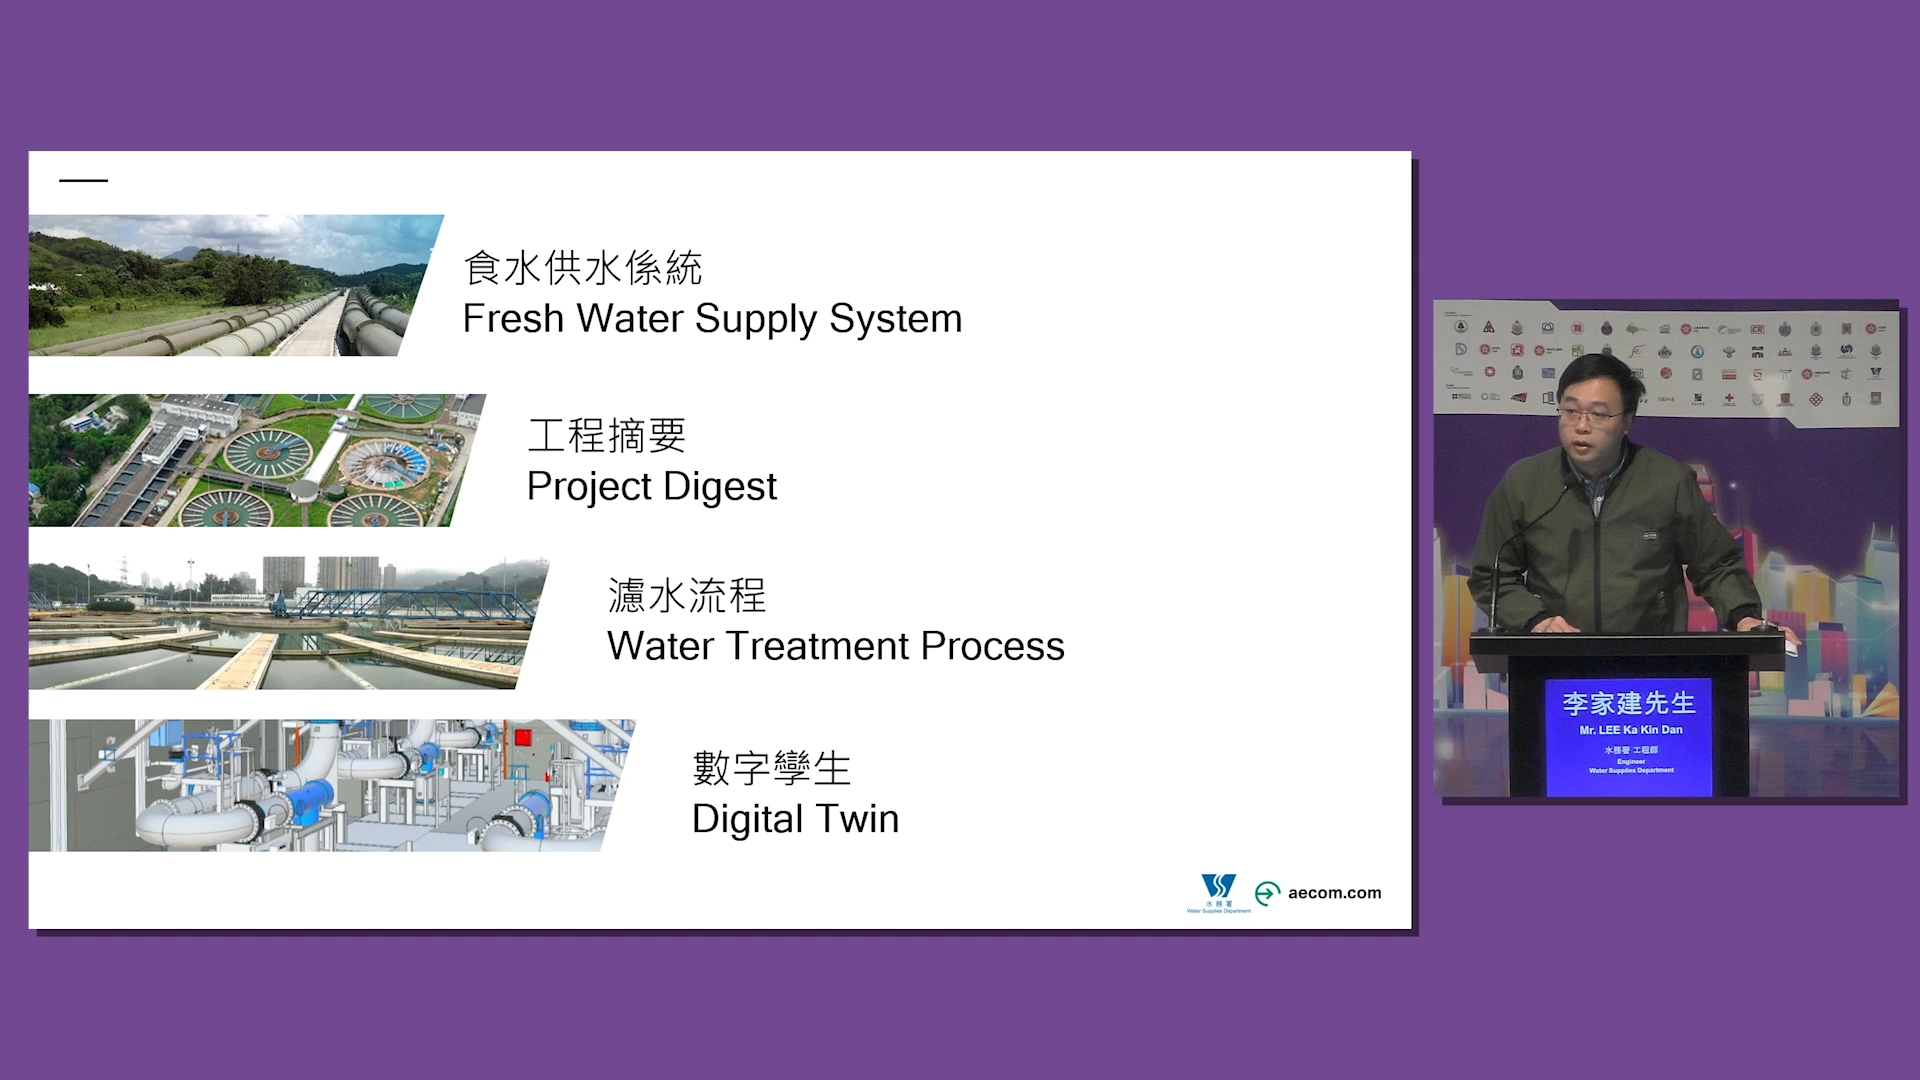 食水供水係統
Fresh Water Supply System
工程摘要
Project Digest
濾水流程
Water Treatment Process
數字孿生
Digital Twin
水務署
Water Supplies Department
aecom.com
李家建先生
Mr. LEE Ka Kin Dan
水務署 工程師
Engineer
Water Supplies Department